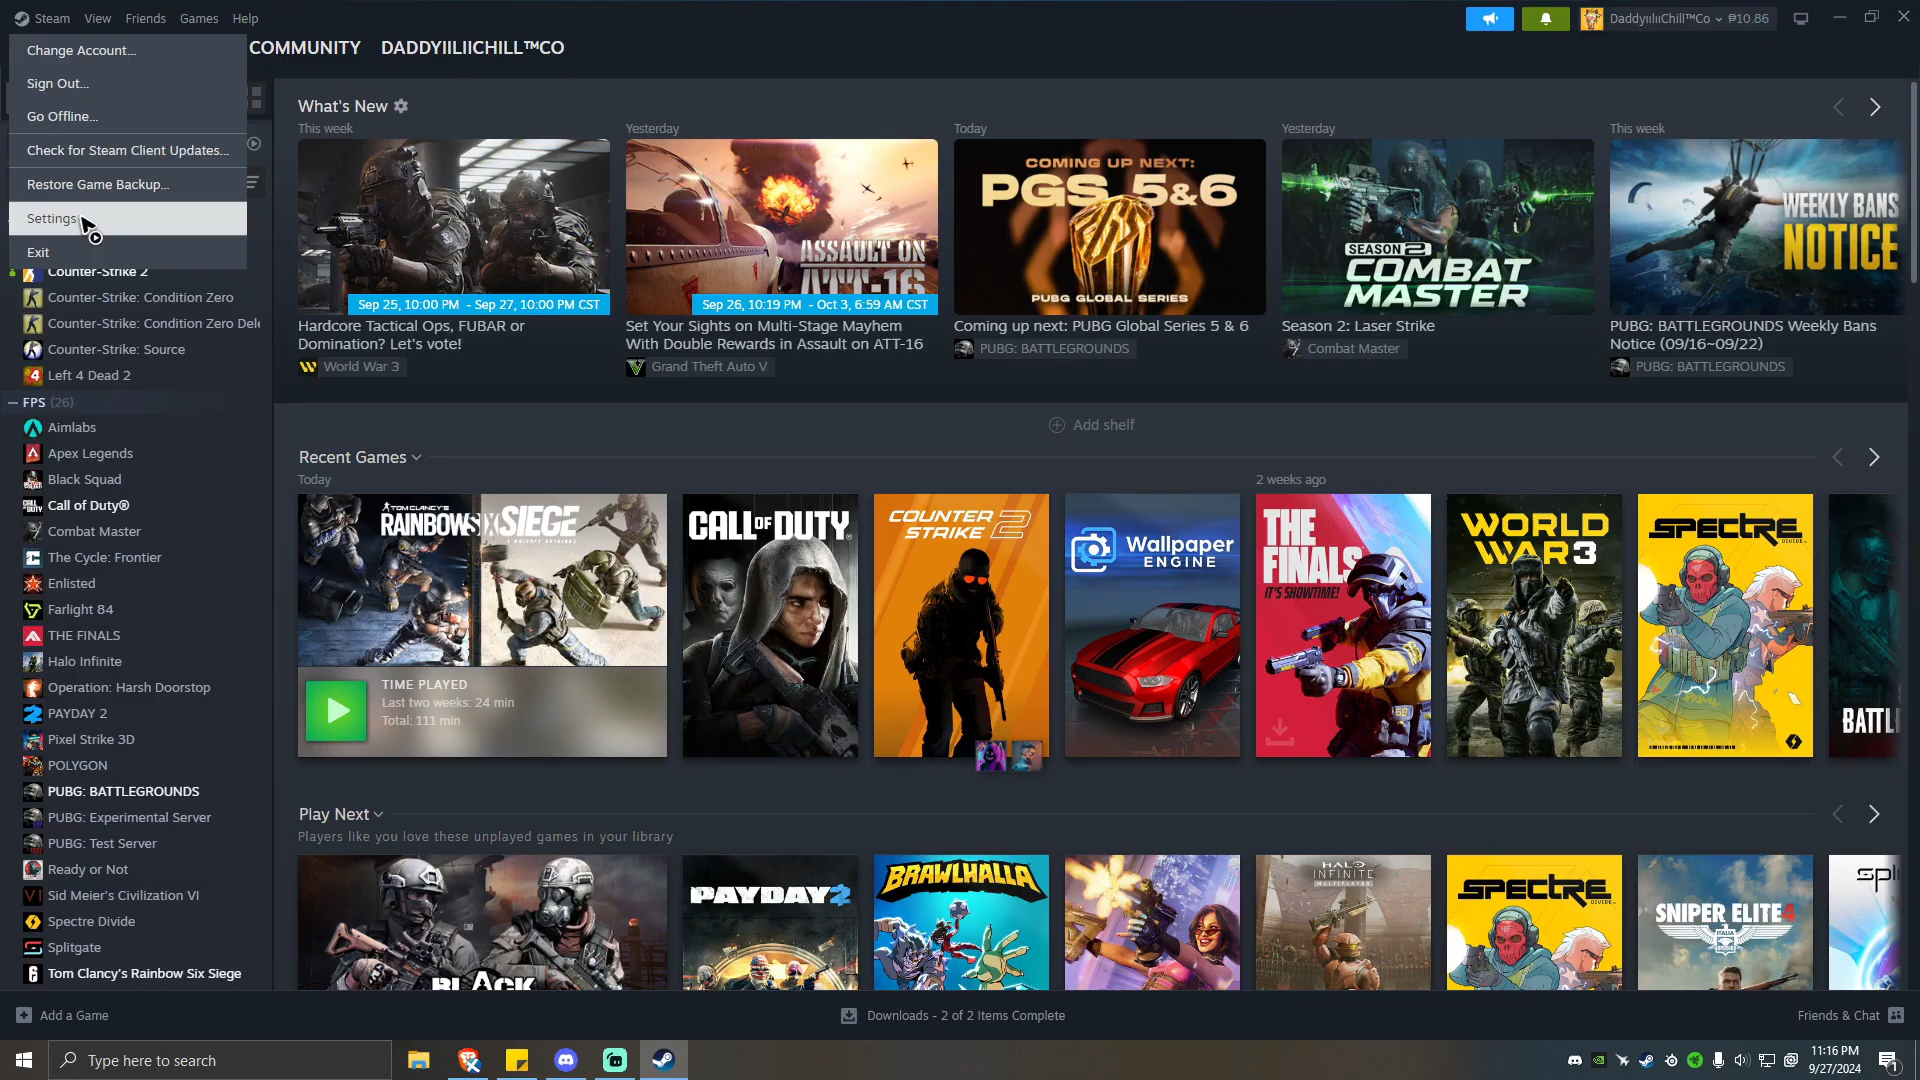 Steam View Friends Games Help
DaddyııIıiChill™Co ₱10.86
Change Account...
COMMUNITY DADDYIILIICHILL™CO
Sign Out...
Go Offline...
Check for Steam Client Updates...
Restore Game Backup...
Settings
Exit
Counter-Strike 2
Counter-Strike: Condition Zero
Counter-Strike: Condition Zero Dele
Counter-Strike: Source
Left 4 Dead 2
FPS (26)
Aimlabs
Apex Legends
Black Squad
Call of Duty®
Combat Master
The Cycle: Frontier
Enlisted
Farlight 84
THE FINALS
Halo Infinite
Operation: Harsh Doorstop
PAYDAY 2
Pixel Strike 3D
POLYGON
PUBG: BATTLEGROUNDS
PUBG: Experimental Server
PUBG: Test Server
Ready or Not
Sid Meier's Civilization VI
Spectre Divide
Splitgate
Tom Clancy's Rainbow Six Siege
What's New
This week
Sep 25, 10:00 PM - Sep 27, 10:00 PM CST
Hardcore Tactical Ops, FUBAR or
Domination? Let's vote!
World War 3
Yesterday
ASSAULT ON
ATT-16
Sep 26, 10:19 PM - Oct 3, 6:59 AM CST
Set Your Sights on Multi-Stage Mayhem
With Double Rewards in Assault on ATT-16
Grand Theft Auto V
Today
COMING UP NEXT:
PGS 5&6
PUBG GLOBAL SERIES
Coming up next: PUBG Global Series 5 & 6
PUBG: BATTLEGROUNDS
Yesterday
SEASON 2
COMBAT
MASTER
Season 2: Laser Strike
Combat Master
This week
WEEKLY BANS
NOTICE
PUBG: BATTLEGROUNDS Weekly Bans
Notice (09/16~09/22)
PUBG: BATTLEGROUNDS
Add shelf
Recent Games
Today
2 weeks ago
TOM CLANCY'S
RAINBOW SIX SIEGE
TIME PLAYED
Last two weeks: 24 min
Total: 111 min
CALL OF DUTY®
COUNTER
STRIKE 2
Wallpaper
ENGINE
THE
FINALS
IT'S SHOWTIME!
WORLD
WAR 3
SPECTRE
BATTL
Play Next
Players like you love these unplayed games in your library
BLACK
PAYDAY 2
BRAWLHALLA
HALO
INFINITE
MULTIPLAYER
SPECTRE
SNIPER ELITE 4
ITALIA
spl
Add a Game
Downloads - 2 of 2 Items Complete
Friends & Chat
Type here to search
11:16 PM
9/27/2024
1